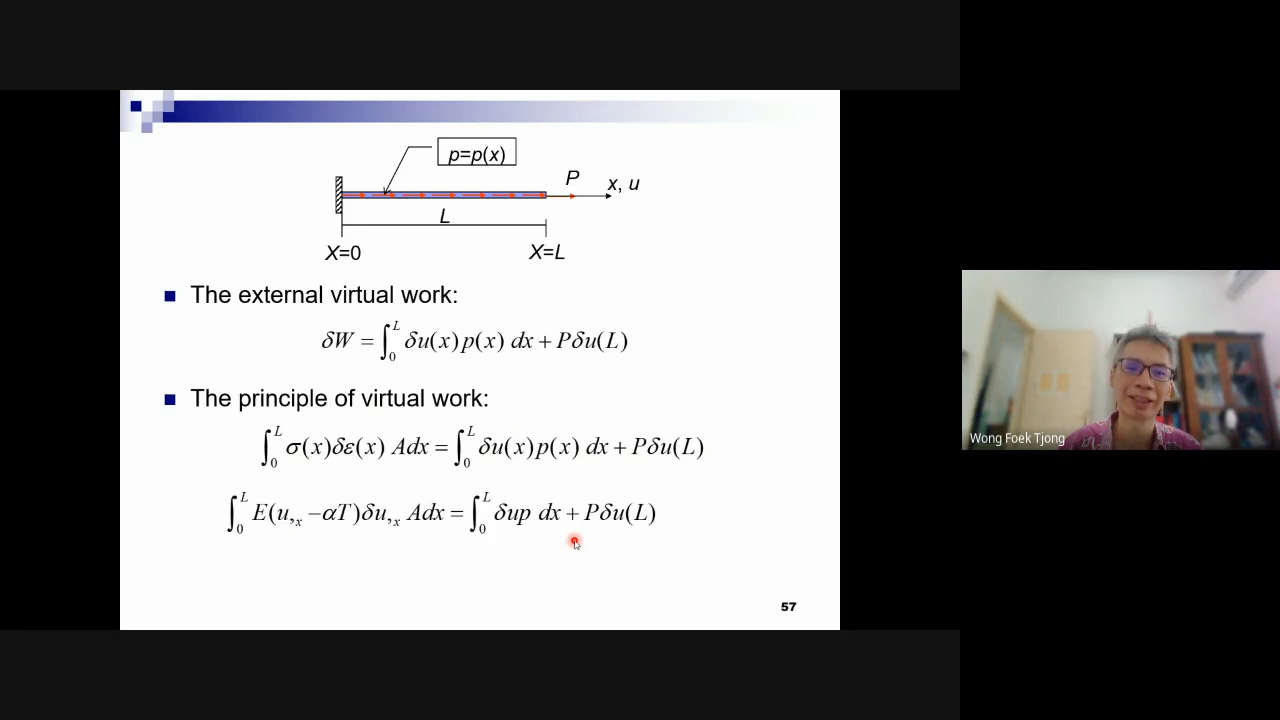 p=p(x)
P
x, u
L
X=0
X=L
The external virtual work:
δW = ∫₀ᴸ δu(x)p(x) dx + Pδu(L)
The principle of virtual work:
∫₀ᴸ σ(x)δε(x) Adx = ∫₀ᴸ δu(x)p(x) dx + Pδu(L)
∫₀ᴸ E(u,ₓ −αT)δu,ₓ Adx = ∫₀ᴸ δup dx + Pδu(L)
57
Wong Foek Tjong